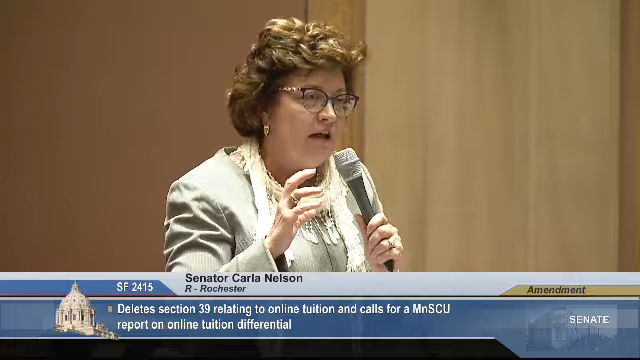 Senator Carla Nelson
SF 2415
R - Rochester
Amendment
Deletes section 39 relating to online tuition and calls for a MnSCU
report on online tuition differential
SENATE